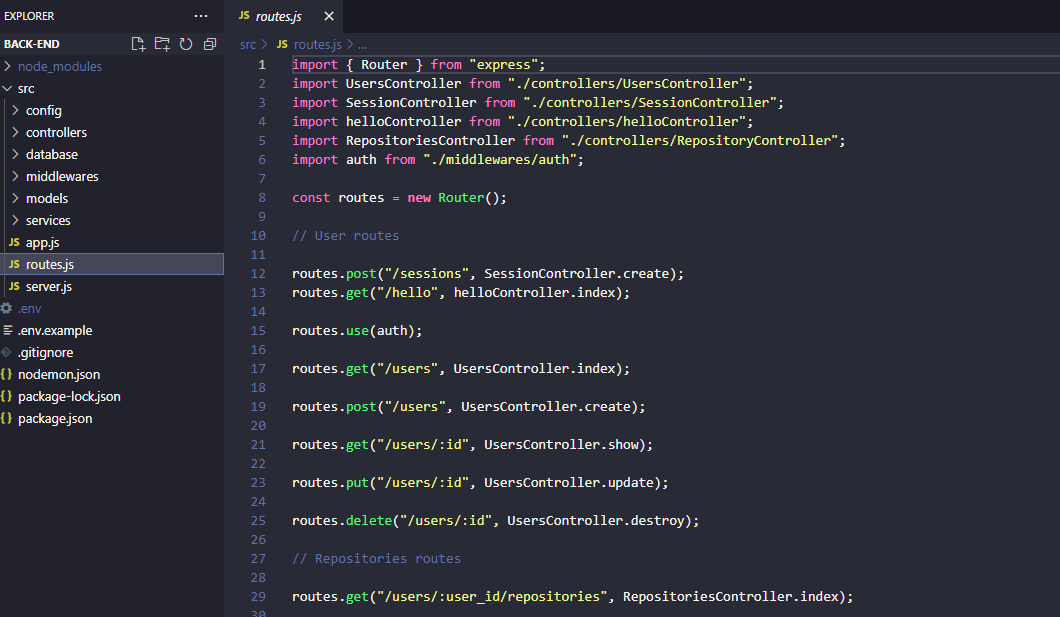 EXPLORER
...
BACK-END
node_modules
src
config
controllers
database
middlewares
models
services
JS app.js
JS routes.js
JS server.js
.env
.env.example
.gitignore
{} nodemon.json
{} package-lock.json
{} package.json
JS routes.js
src > JS routes.js > ...
1 import { Router } from "express";
2 import UsersController from "./controllers/UsersController";
3 import SessionController from "./controllers/SessionController";
4 import helloController from "./controllers/helloController";
5 import RepositoriesController from "./controllers/RepositoryController";
6 import auth from "./middlewares/auth";
7
8 const routes = new Router();
9
10 // User routes
11
12 routes.post("/sessions", SessionController.create);
13 routes.get("/hello", helloController.index);
14
15 routes.use(auth);
16
17 routes.get("/users", UsersController.index);
18
19 routes.post("/users", UsersController.create);
20
21 routes.get("/users/:id", UsersController.show);
22
23 routes.put("/users/:id", UsersController.update);
24
25 routes.delete("/users/:id", UsersController.destroy);
26
27 // Repositories routes
28
29 routes.get("/users/:user_id/repositories", RepositoriesController.index);
30